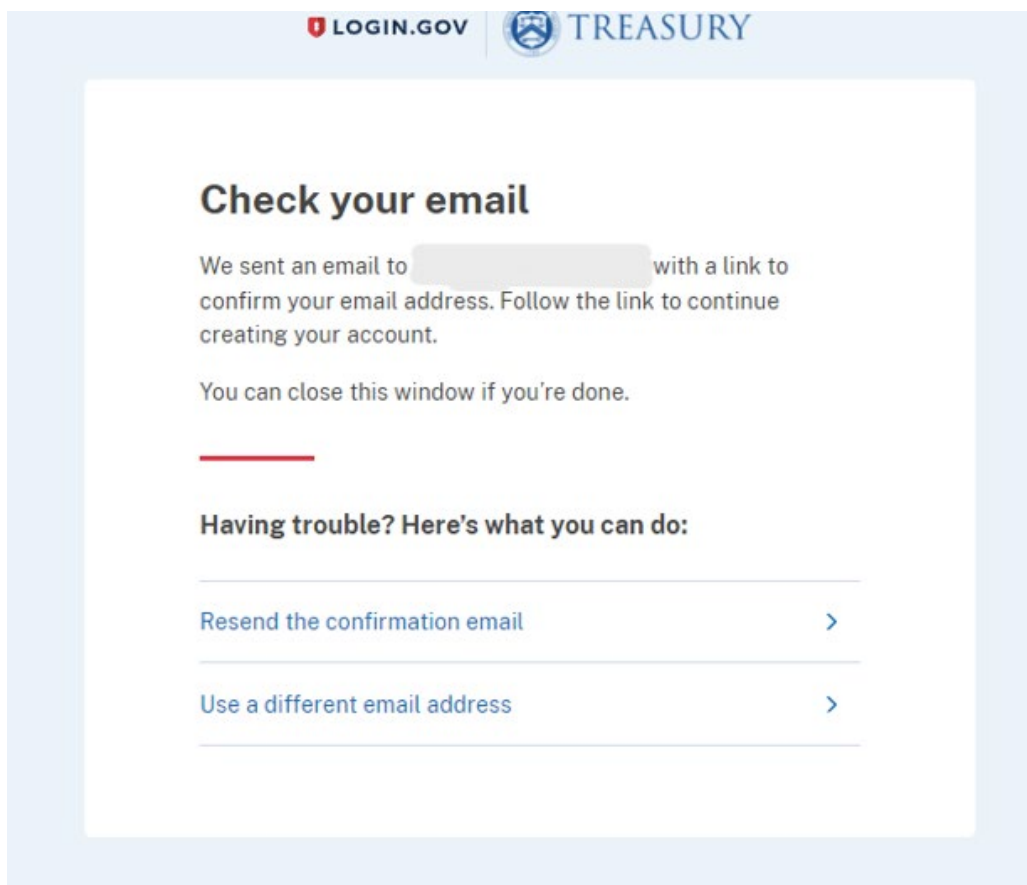 LOGIN.GOV TREASURY
Check your email
We sent an email to with a link to
confirm your email address. Follow the link to continue
creating your account.
You can close this window if you’re done.
Having trouble? Here’s what you can do:
Resend the confirmation email
Use a different email address